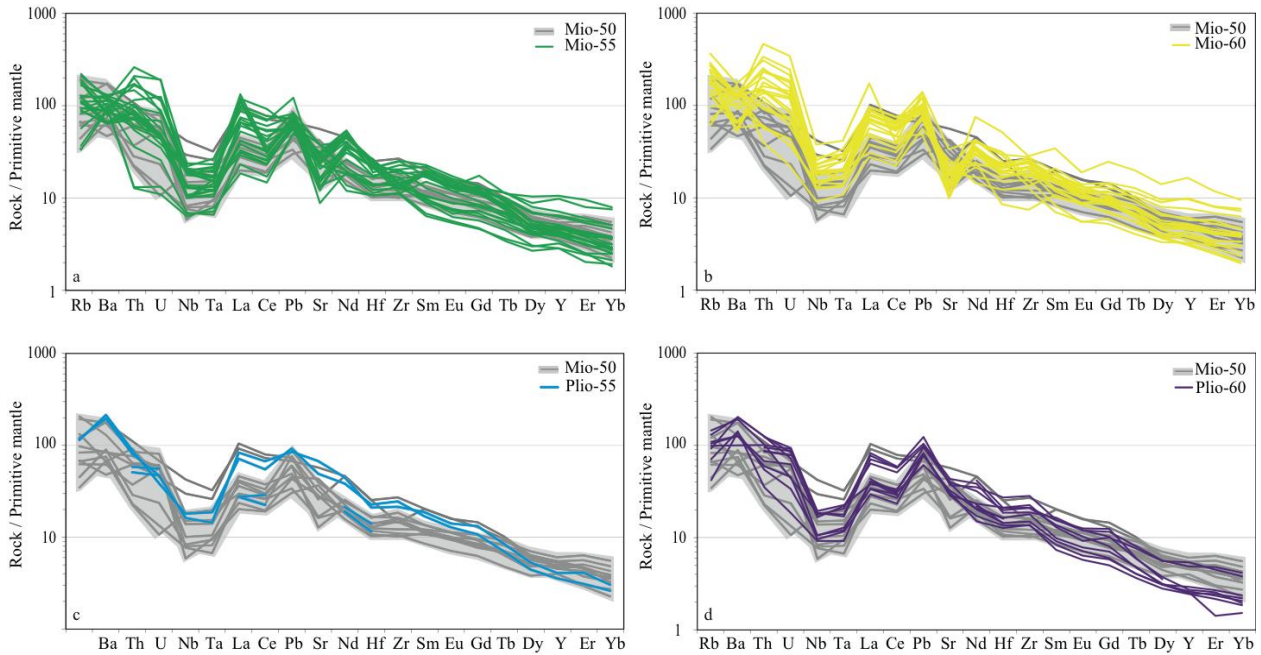 1000
100
10
1
Rock / Primitive mantle
Mio-50
Mio-55
a
Rb Ba Th U Nb Ta La Ce Pb Sr Nd Hf Zr Sm Eu Gd Tb Dy Y Er Yb
1000
100
10
1
Rock / Primitive mantle
Mio-50
Mio-60
b
Rb Ba Th U Nb Ta La Ce Pb Sr Nd Hf Zr Sm Eu Gd Tb Dy Y Er Yb
1000
100
10
Rock / Primitive mantle
Mio-50
Plio-55
c
Ba Th U Nb Ta La Ce Pb Sr Nd Hf Zr Sm Eu Gd Tb Dy Y Er Yb
1000
100
10
1
Rock / Primitive mantle
Mio-50
Plio-60
d
Rb Ba Th U Nb Ta La Ce Pb Sr Nd Hf Zr Sm Eu Gd Tb Dy Y Er Yb